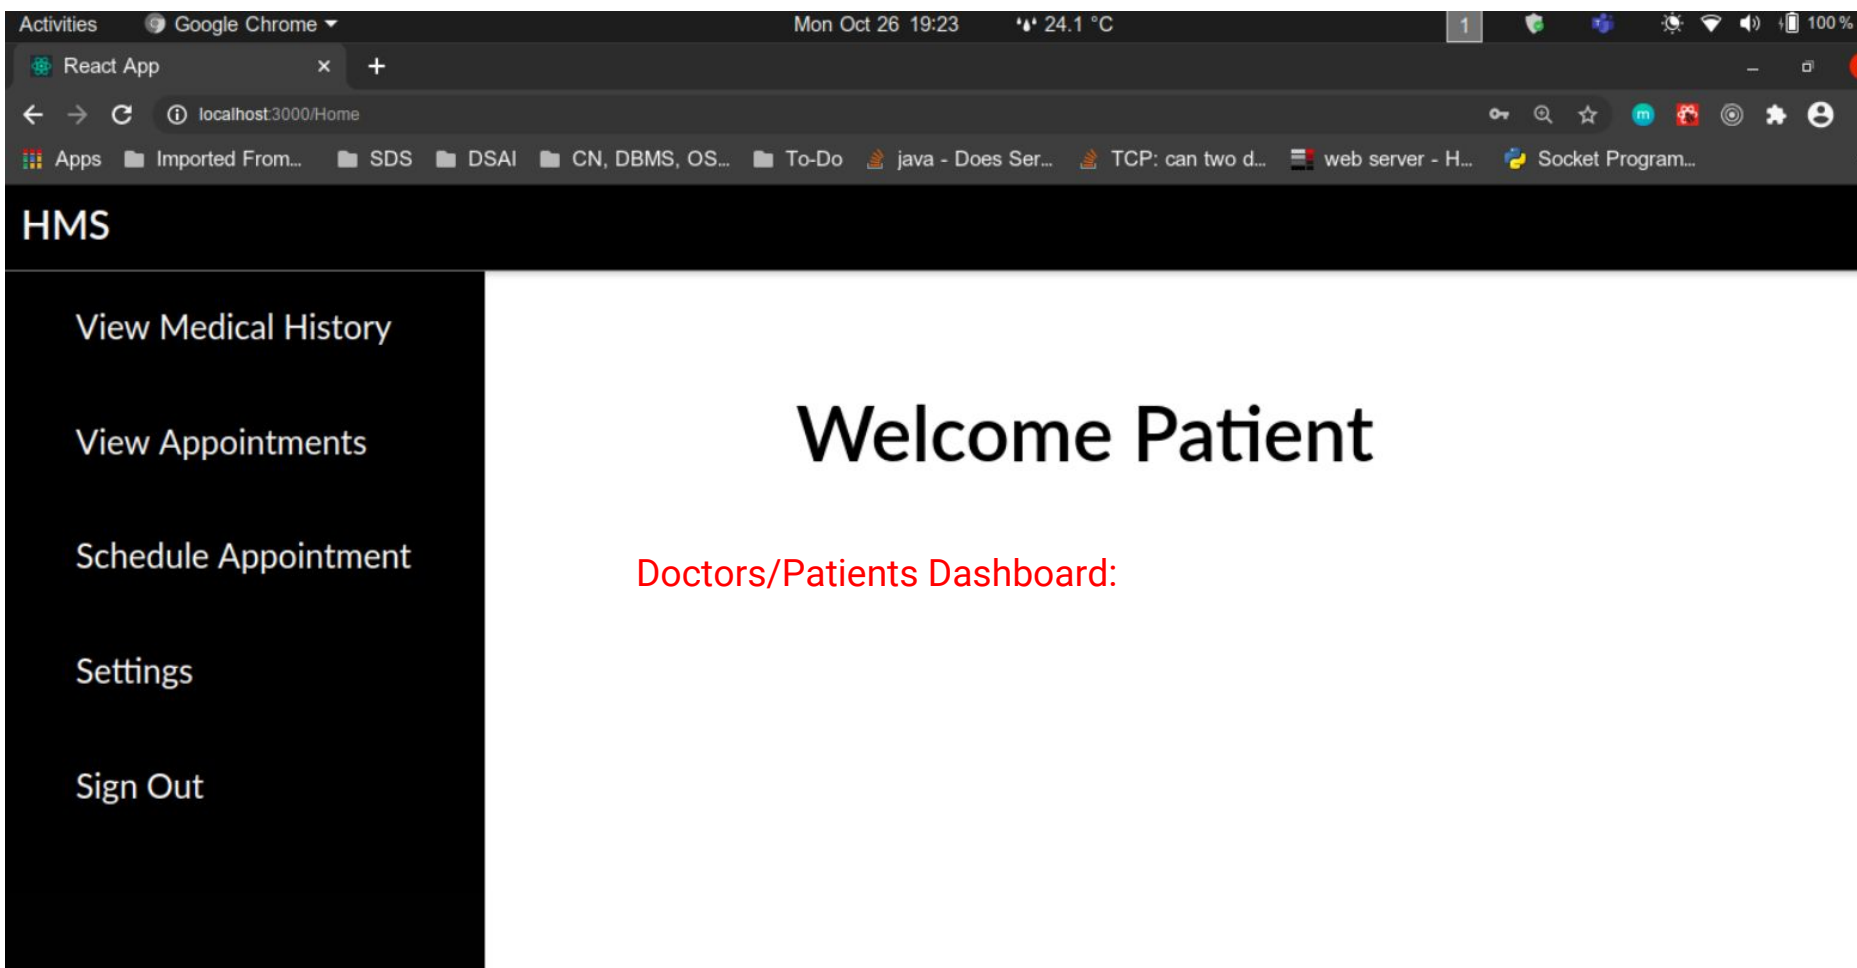 Activities Google Chrome Mon Oct 26 19:23 24.1 °C 1 100 %
React App
localhost:3000/Home
Apps Imported From... SDS DSAI CN, DBMS, OS... To-Do java - Does Ser... TCP: can two d... web server - H... Socket Program...
HMS
View Medical History
Welcome Patient
View Appointments
Schedule Appointment
Doctors/Patients Dashboard:
Settings
Sign Out